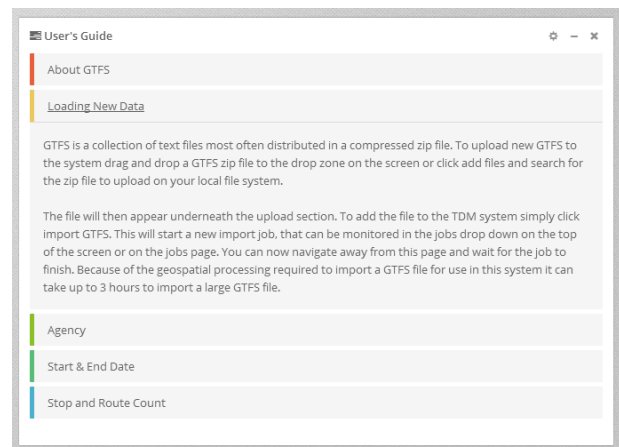 User's Guide
About GTFS
Loading New Data
GTFS is a collection of text files most often distributed in a compressed zip file. To upload new GTFS to
the system drag and drop a GTFS zip file to the drop zone on the screen or click add files and search for
the zip file to upload on your local file system.
The file will then appear underneath the upload section. To add the file to the TDM system simply click
import GTFS. This will start a new import job, that can be monitored in the jobs drop down on the top
of the screen or on the jobs page. You can now navigate away from this page and wait for the job to
finish. Because of the geospatial processing required to import a GTFS file for use in this system it can
take up to 3 hours to import a large GTFS file.
Agency
Start & End Date
Stop and Route Count